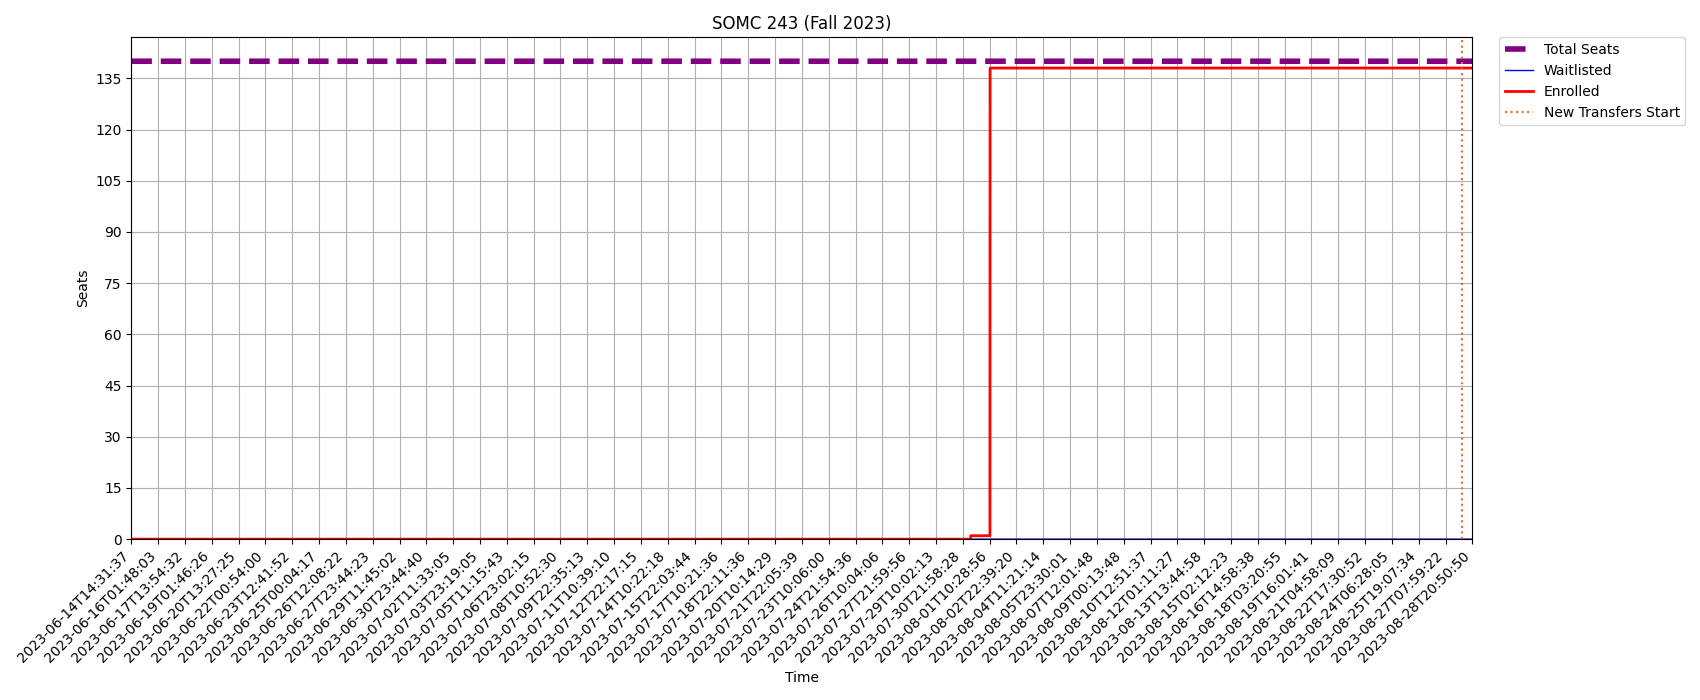 SOMC 243 (Fall 2023)
Total Seats
Waitlisted
Enrolled
New Transfers Start
Seats
135
120
105
90
75
60
45
30
15
0
2023-06-14T14:31:37
2023-06-16T01:48:03
2023-06-17T13:54:32
2023-06-19T01:46:26
2023-06-20T13:27:25
2023-06-22T00:54:00
2023-06-23T12:41:52
2023-06-25T00:04:17
2023-06-26T12:08:22
2023-06-27T23:44:23
2023-06-29T11:45:02
2023-06-30T23:44:40
2023-07-02T11:33:05
2023-07-03T23:19:05
2023-07-05T11:15:43
2023-07-06T23:02:15
2023-07-08T10:52:30
2023-07-09T22:35:13
2023-07-11T10:39:10
2023-07-12T22:17:15
2023-07-14T10:22:18
2023-07-15T22:03:44
2023-07-17T10:21:36
2023-07-18T22:11:36
2023-07-20T10:14:29
2023-07-21T22:05:39
2023-07-23T10:06:00
2023-07-24T21:54:36
2023-07-26T10:04:06
2023-07-27T21:59:56
2023-07-29T10:02:13
2023-07-30T21:58:28
2023-08-01T10:28:56
2023-08-02T22:39:20
2023-08-04T11:21:14
2023-08-05T23:30:01
2023-08-07T12:01:48
2023-08-09T00:13:48
2023-08-10T12:51:37
2023-08-12T01:11:27
2023-08-13T13:44:58
2023-08-15T02:12:23
2023-08-16T14:58:38
2023-08-18T03:20:55
2023-08-19T16:01:41
2023-08-21T04:58:09
2023-08-22T17:30:52
2023-08-24T06:28:05
2023-08-25T19:07:34
2023-08-27T07:59:22
2023-08-28T20:50:50
Time